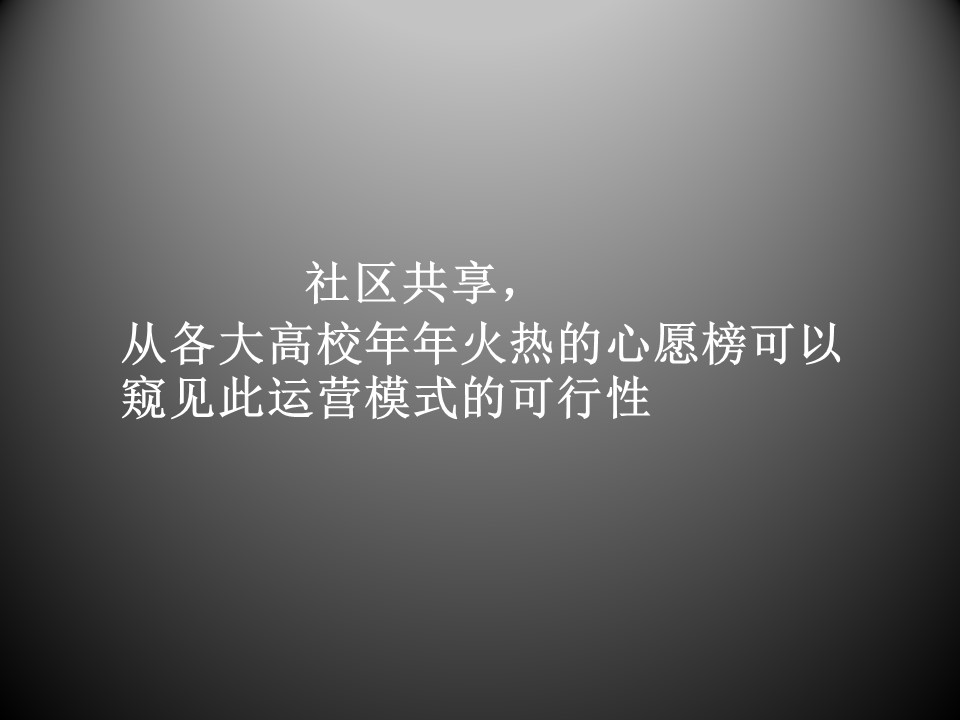 社区共享，
从各大高校年年火热的心愿榜可以
窥见此运营模式的可行性